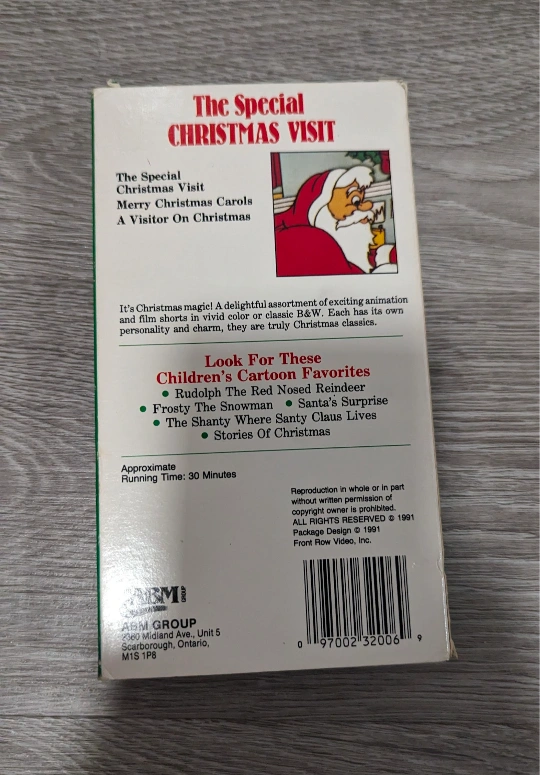 The Special
CHRISTMAS VISIT
The Special
Christmas Visit
Merry Christmas Carols
A Visitor On Christmas
It's Christmas magic! A delightful assortment of exciting animation
and film shorts in vivid color or classic B&W. Each has its own
personality and charm, they are truly Christmas classics.
Look For These
Children's Cartoon Favorites
• Rudolph The Red Nosed Reindeer
• Frosty The Snowman • Santa's Surprise
• The Shanty Where Santy Claus Lives
• Stories Of Christmas
Approximate
Running Time: 30 Minutes
Reproduction in whole or in part
without written permission of
copyright owner is prohibited.
ALL RIGHTS RESERVED © 1991
Package Design © 1991
Front Row Video, Inc.
ABM GROUP
ABM GROUP
Midland Ave., Unit 5
Scarborough, Ontario,
M1S 1P8
0 97002 32006 9